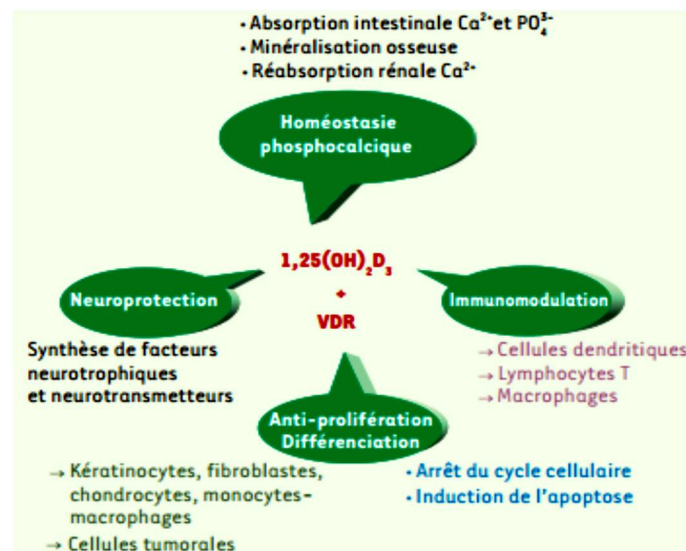 • Absorption intestinale Ca²⁺et PO₄³⁻
• Minéralisation osseuse
• Réabsorption rénale Ca²⁺
Homéostasie
phosphocalcique
1,25(OH)₂D₃
+
VDR
Neuroprotection
Synthèse de facteurs
neurotrophiques
et neurotransmetteurs
Immunomodulation
→ Cellules dendritiques
→ Lymphocytes T
→ Macrophages
Anti-prolifération
Différenciation
→ Kératinocytes, fibroblastes,
chondrocytes, monocytes-
macrophages
→ Cellules tumorales
• Arrêt du cycle cellulaire
• Induction de l'apoptose